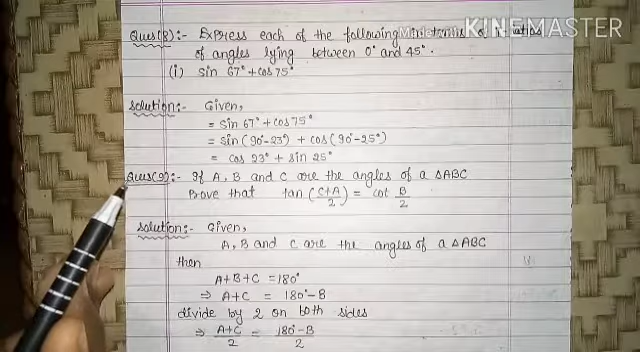 Ques(8):- Express each of the following in terms of t-ratios
KINEMASTER
of angles lying between 0° and 45°.
(i) sin 67° + cos 75°
Solution:- Given,
= sin 67° + cos 75°
= sin(90°-23°) + cos(90°-25°)
= cos 23° + sin 25°
Ques(9):- If A, B and C are the angles of a ΔABC
Prove that tan (C+A/2) = cot B/2
Solution:- Given,
A, B and C are the angles of a ΔABC
then
A+B+C = 180°
⇒ A+C = 180°-B
divide by 2 on both sides
⇒ A+C/2 = 180°-B/2